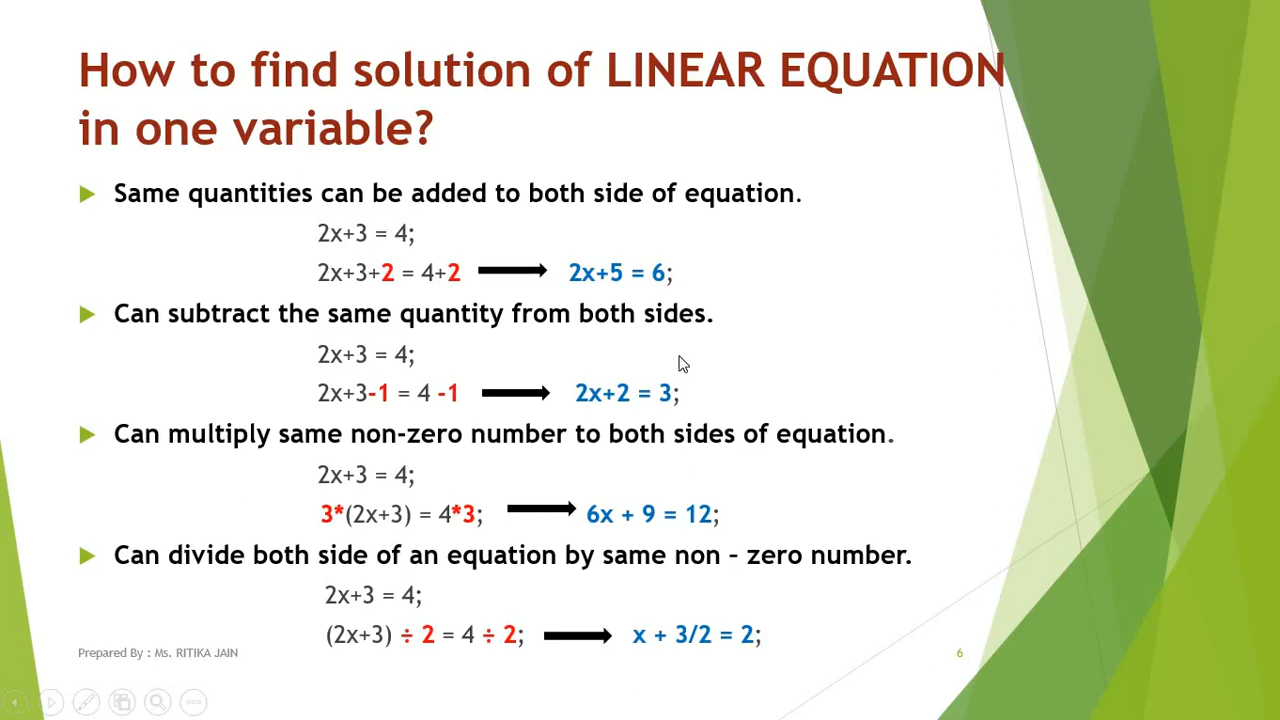 How to find solution of LINEAR EQUATION
in one variable?
Same quantities can be added to both side of equation.
2x+3 = 4;
2x+3+2 = 4+2 2x+5 = 6;
Can subtract the same quantity from both sides.
2x+3 = 4;
2x+3-1 = 4 -1 2x+2 = 3;
Can multiply same non-zero number to both sides of equation.
2x+3 = 4;
3*(2x+3) = 4*3; 6x + 9 = 12;
Can divide both side of an equation by same non – zero number.
2x+3 = 4;
(2x+3) ÷ 2 = 4 ÷ 2; x + 3/2 = 2;
Prepared By : Ms. RITIKA JAIN 6